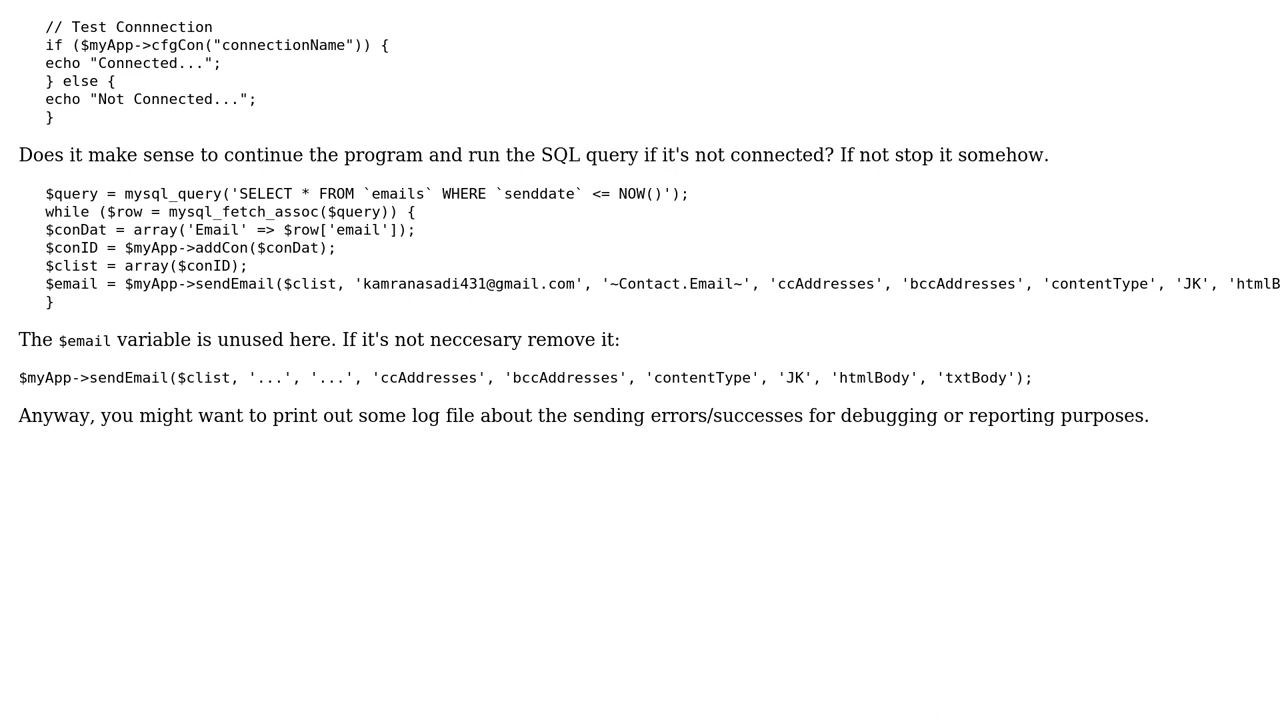 // Test Connnection
if ($myApp->cfgCon("connectionName")) {
echo "Connected...";
} else {
echo "Not Connected...";
}
Does it make sense to continue the program and run the SQL query if it's not connected? If not stop it somehow.
$query = mysql_query('SELECT * FROM `emails` WHERE `senddate` <= NOW()');
while ($row = mysql_fetch_assoc($query)) {
$conDat = array('Email' => $row['email']);
$conID = $myApp->addCon($conDat);
$clist = array($conID);
$email = $myApp->sendEmail($clist, 'kamranasadi431@gmail.com', '~Contact.Email~', 'ccAddresses', 'bccAddresses', 'contentType', 'JK', 'htmlB
}
The $email variable is unused here. If it's not neccesary remove it:
$myApp->sendEmail($clist, '...', '...', 'ccAddresses', 'bccAddresses', 'contentType', 'JK', 'htmlBody', 'txtBody');
Anyway, you might want to print out some log file about the sending errors/successes for debugging or reporting purposes.